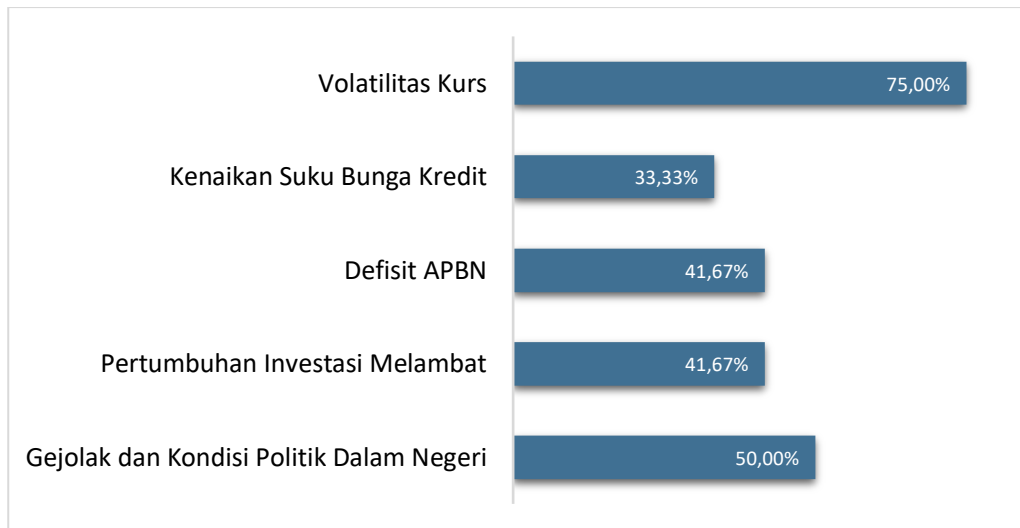 Volatilitas Kurs
75,00%
Kenaikan Suku Bunga Kredit
33,33%
Defisit APBN
41,67%
Pertumbuhan Investasi Melambat
41,67%
Gejolak dan Kondisi Politik Dalam Negeri
50,00%